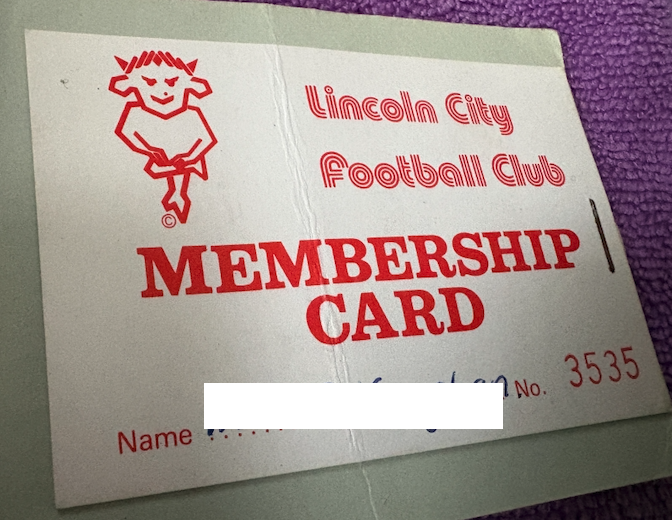 ©
Lincoln City
Football Club
MEMBERSHIP
CARD
Name No. 3535